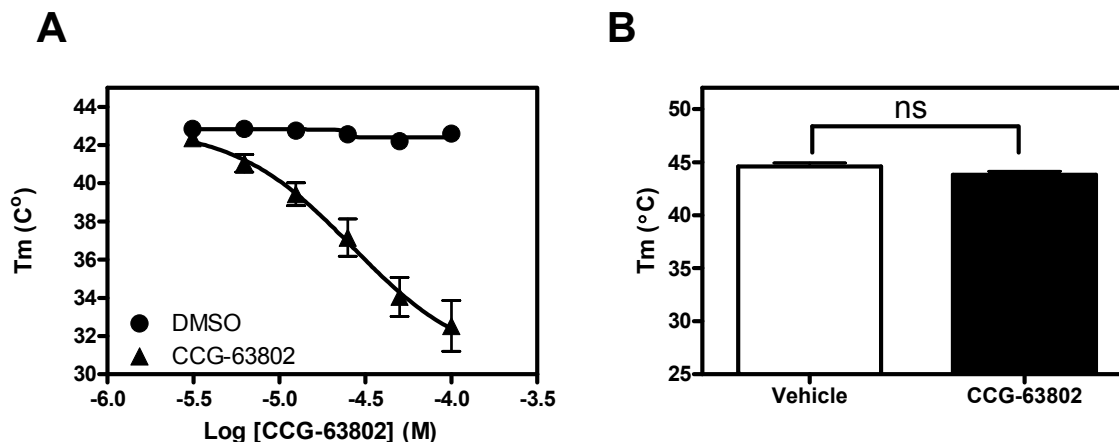 A
Tm (C°)
44
42
40
38
36
34
32
30
DMSO
CCG-63802
-6.0 -5.5 -5.0 -4.5 -4.0 -3.5
Log [CCG-63802] (M)
B
ns
Tm (°C)
50
45
40
35
30
25
Vehicle CCG-63802